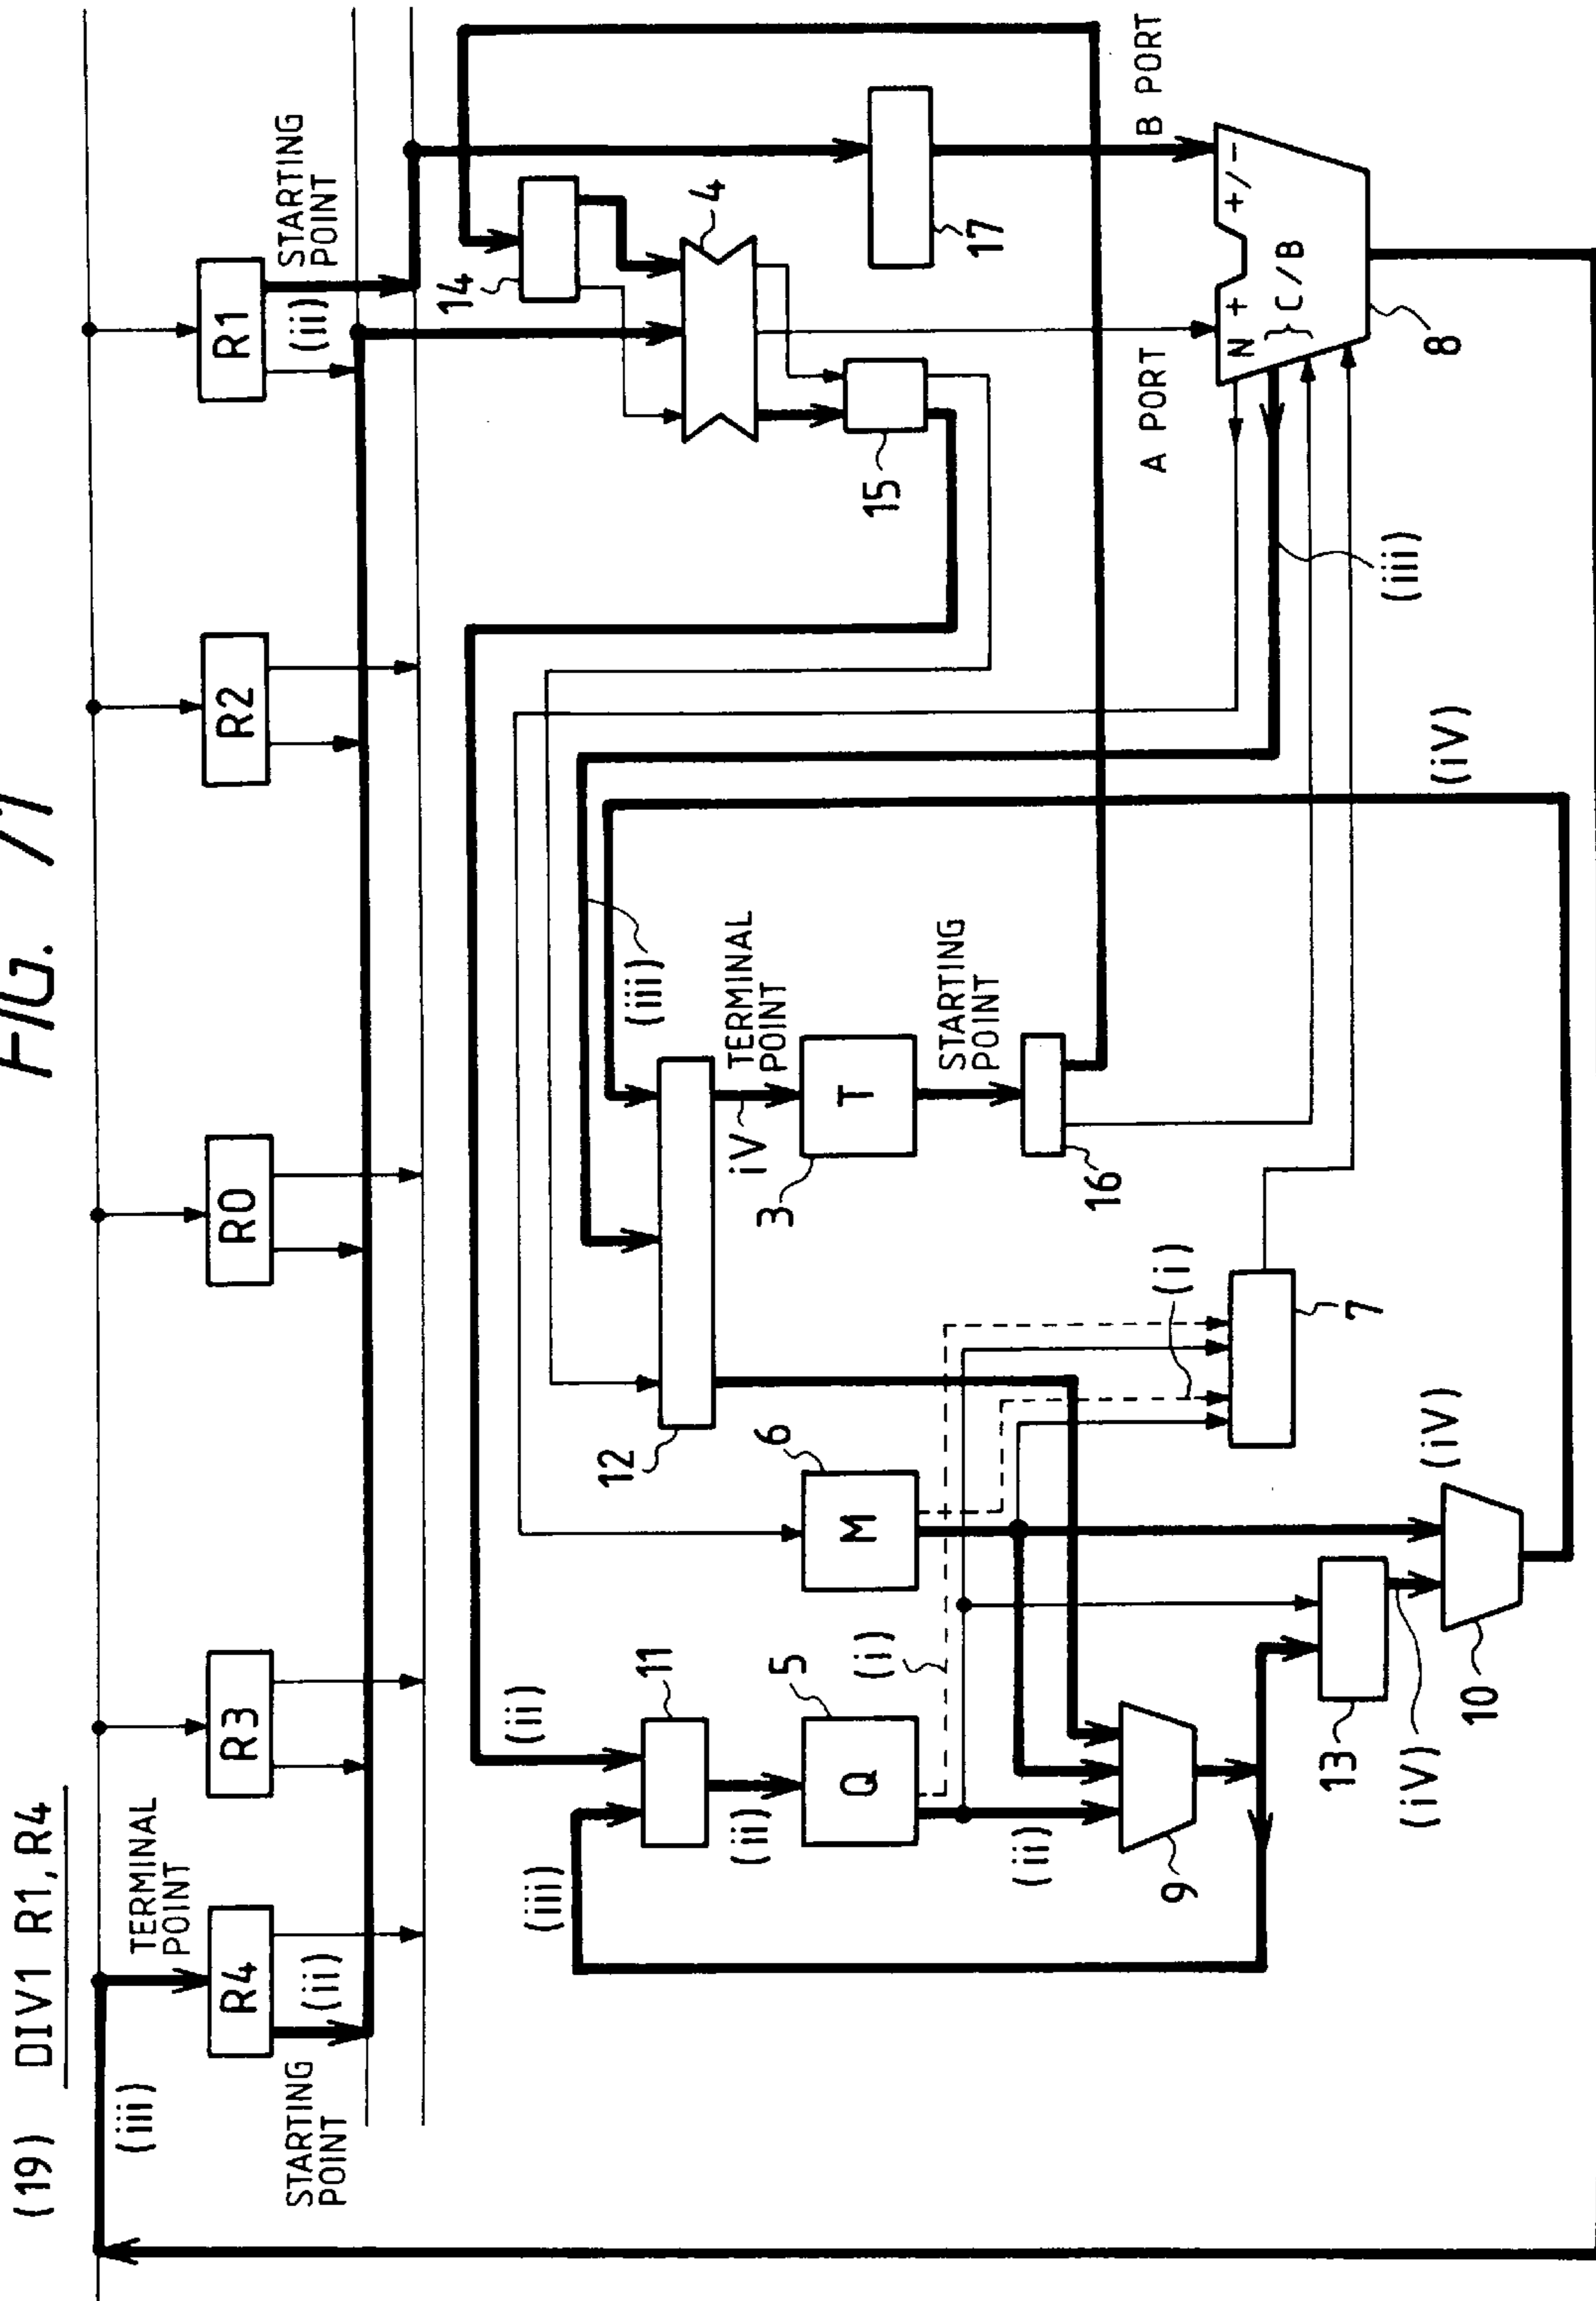 FIG. 71
(19) DIV1 R1, R4
(iii)
TERMINAL
POINT
R4
R3
R0
R2
R1
STARTING
POINT
(ii)
STARTING
POINT
(ii)
14
4
17
15
B PORT
A PORT
N + +/-
} C/B
8
(iii)
(iii)
(ii)
11
(ii)
5
Q
(i)
(ii)
6
M
12
(iii)
TERMINAL
POINT
iV
3
T
STARTING
POINT
16
(i)
7
9
13
(iV)
10
(iV)
(iV)